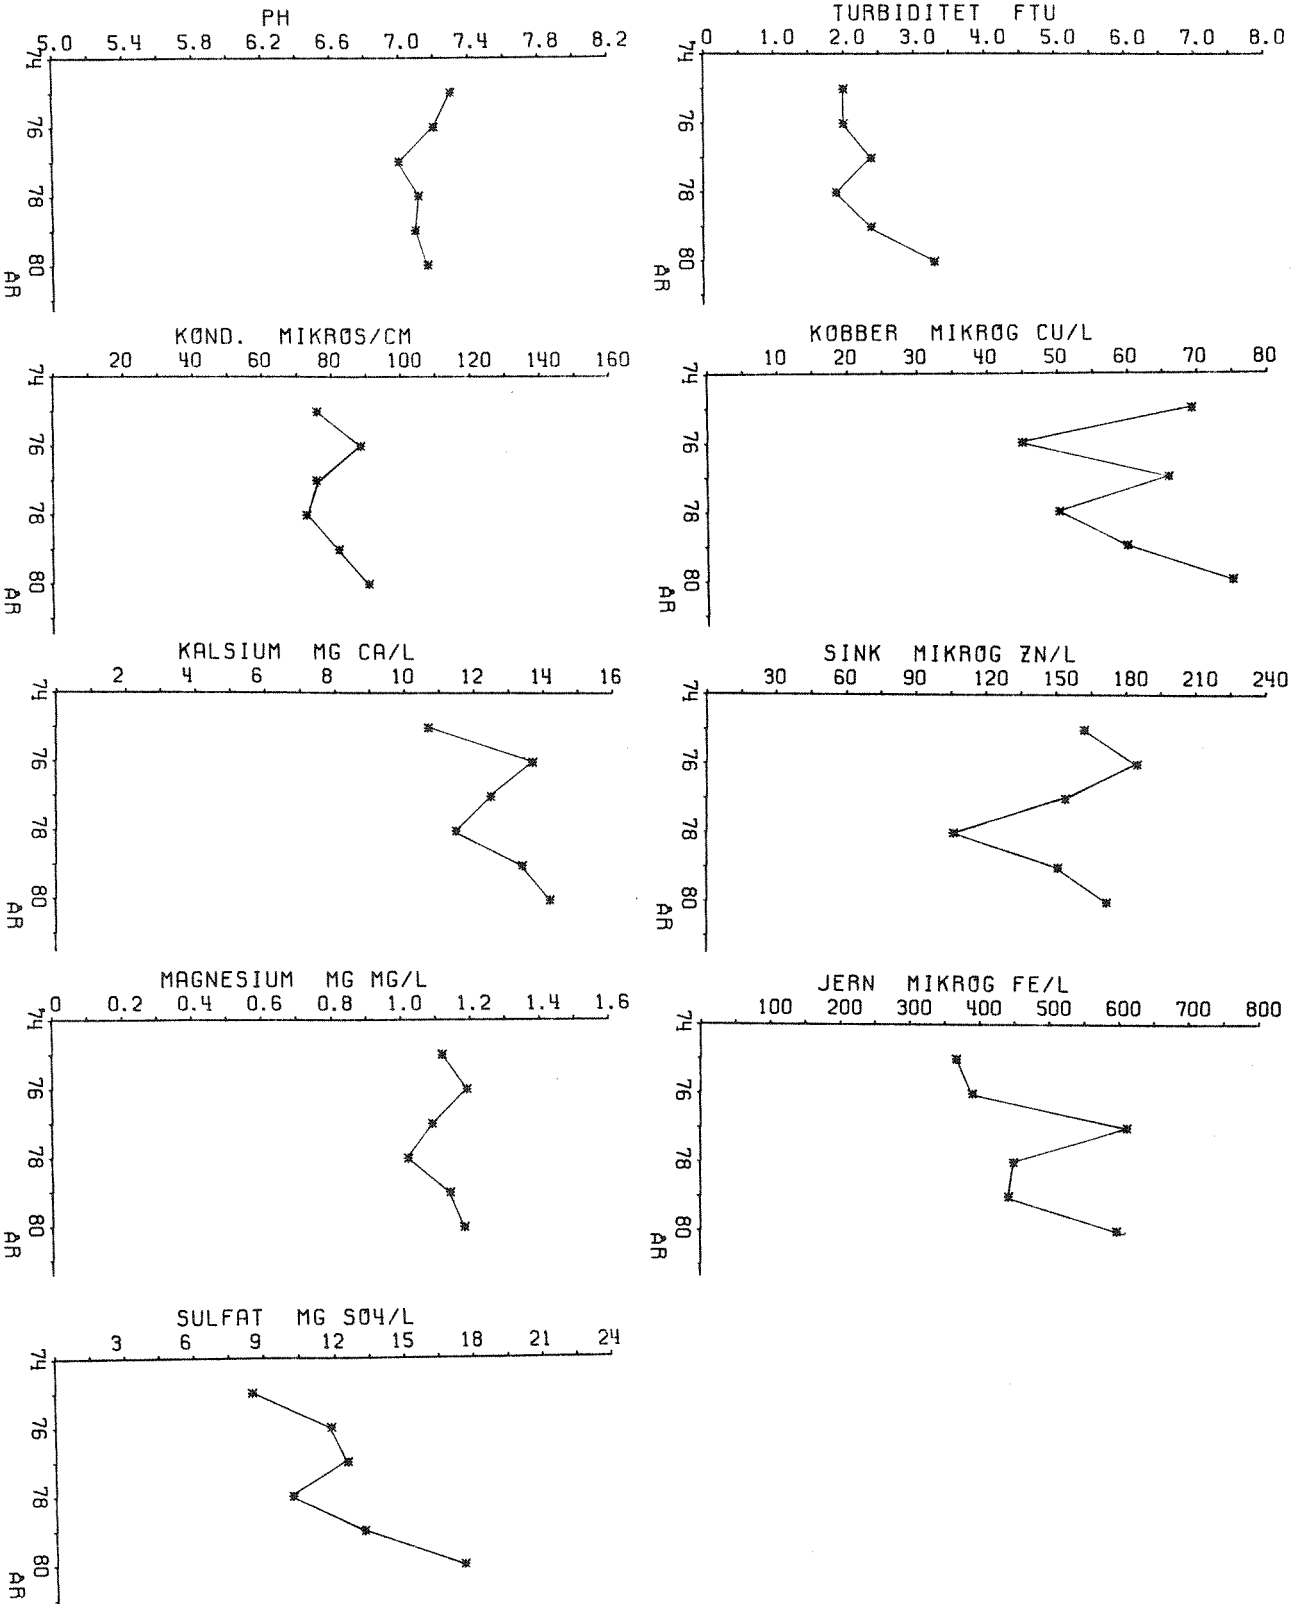 PH
5.0 5.4 5.8 6.2 6.6 7.0 7.4 7.8 8.2
74
76
78
80
ÅR
TURBIDITET FTU
.0 1.0 2.0 3.0 4.0 5.0 6.0 7.0 8.0
74
76
78
80
ÅR
KØND. MIKRØS/CM
20 40 60 80 100 120 140 160
74
76
78
80
ÅR
KØBBER MIKRØG CU/L
10 20 30 40 50 60 70 80
74
76
78
80
ÅR
KALSIUM MG CA/L
2 4 6 8 10 12 14 16
74
76
78
80
ÅR
SINK MIKRØG ZN/L
30 60 90 120 150 180 210 240
74
76
78
80
ÅR
MAGNESIUM MG MG/L
.0 0.2 0.4 0.6 0.8 1.0 1.2 1.4 1.6
74
76
78
80
ÅR
JERN MIKRØG FE/L
100 200 300 400 500 600 700 800
74
76
78
80
ÅR
SULFAT MG SØ4/L
3 6 9 12 15 18 21 24
74
76
78
80
ÅR